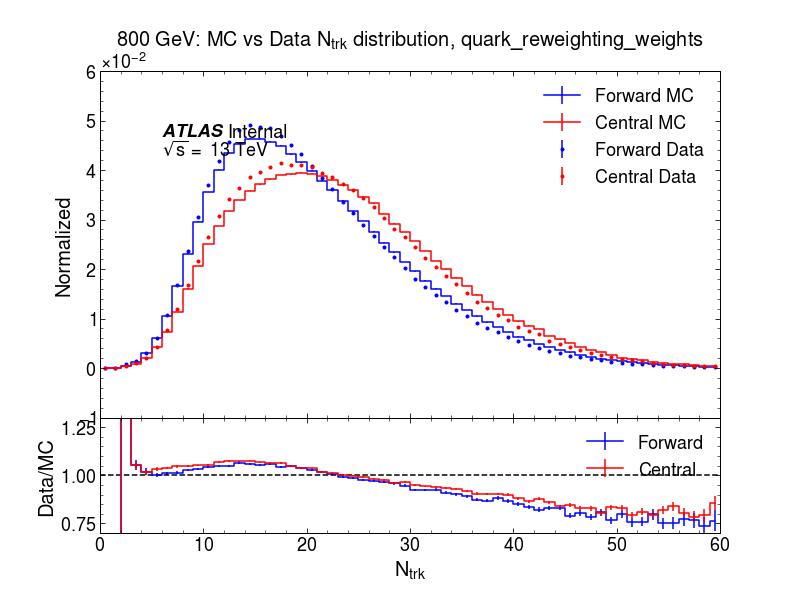 800 GeV: MC vs Data Ntrk distribution, quark_reweighting_weights
×10−2
6
5
4
3
2
1
0
−1
Normalized
ATLAS Internal
√s = 13 TeV
Forward MC
Central MC
Forward Data
Central Data
1.25
1.00
0.75
Data/MC
Forward
Central
0 10 20 30 40 50 60
Ntrk